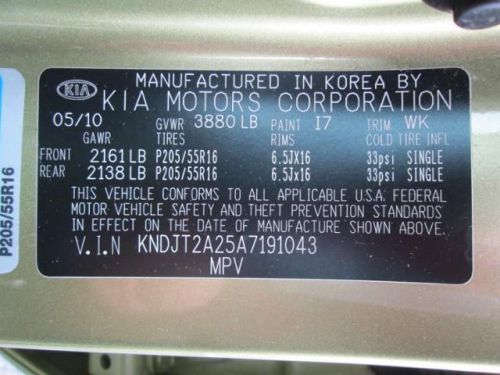 MANUFACTURED IN KOREA BY
KIA KIA MOTORS CORPORATION
05/10 GVWR 3880 LB PAINT I7 TRIM WK
GAWR TIRES RIMS COLD TIRE INFL
FRONT 2161 LB P205/55R16 6.5JX16 33psi SINGLE
REAR 2138 LB P205/55R16 6.5Jx16 33psi SINGLE
THIS VEHICLE CONFORMS TO ALL APPLICABLE U.S.A. FEDERAL
MOTOR VEHICLE SAFETY AND THEFT PREVENTION STANDARDS
IN EFFECT ON THE DATE OF MANUFACTURE SHOWN ABOVE.
V.I.N KNDJT2A25A7191043
MPV
P205/55R16